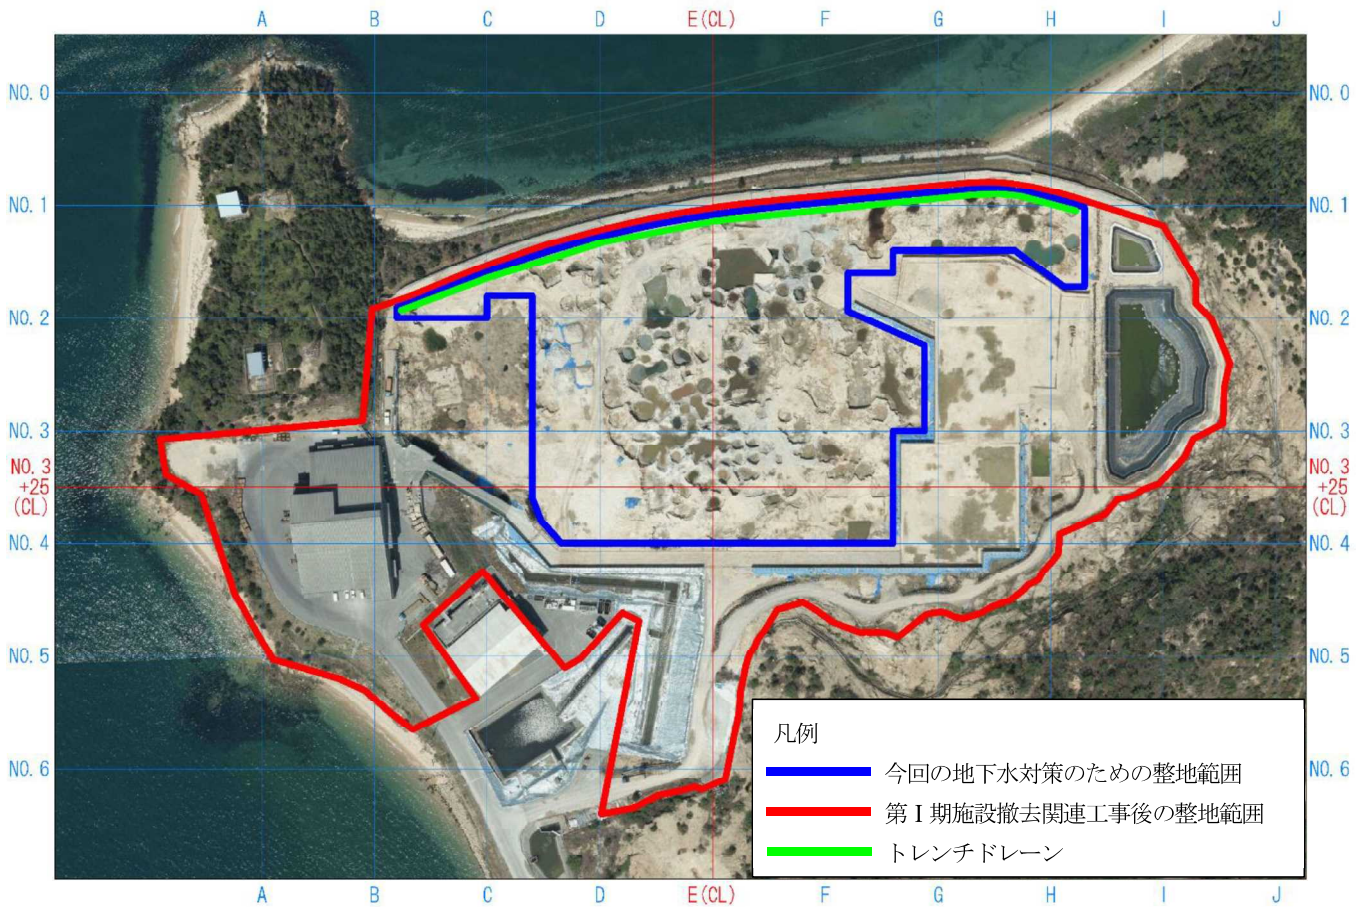 A B C D E(CL) F G H I J
NO. 0 NO. 0
NO. 1 NO. 1
NO. 2 NO. 2
NO. 3 NO. 3
NO. 3 NO. 3
+25 +25
(CL) (CL)
NO. 4 NO. 4
NO. 5 NO. 5
凡例
今回の地下水対策のための整地範囲
NO. 6 NO. 6
第Ⅰ期施設撤去関連工事後の整地範囲
トレンチドレーン
A B C D E(CL) F G H I J